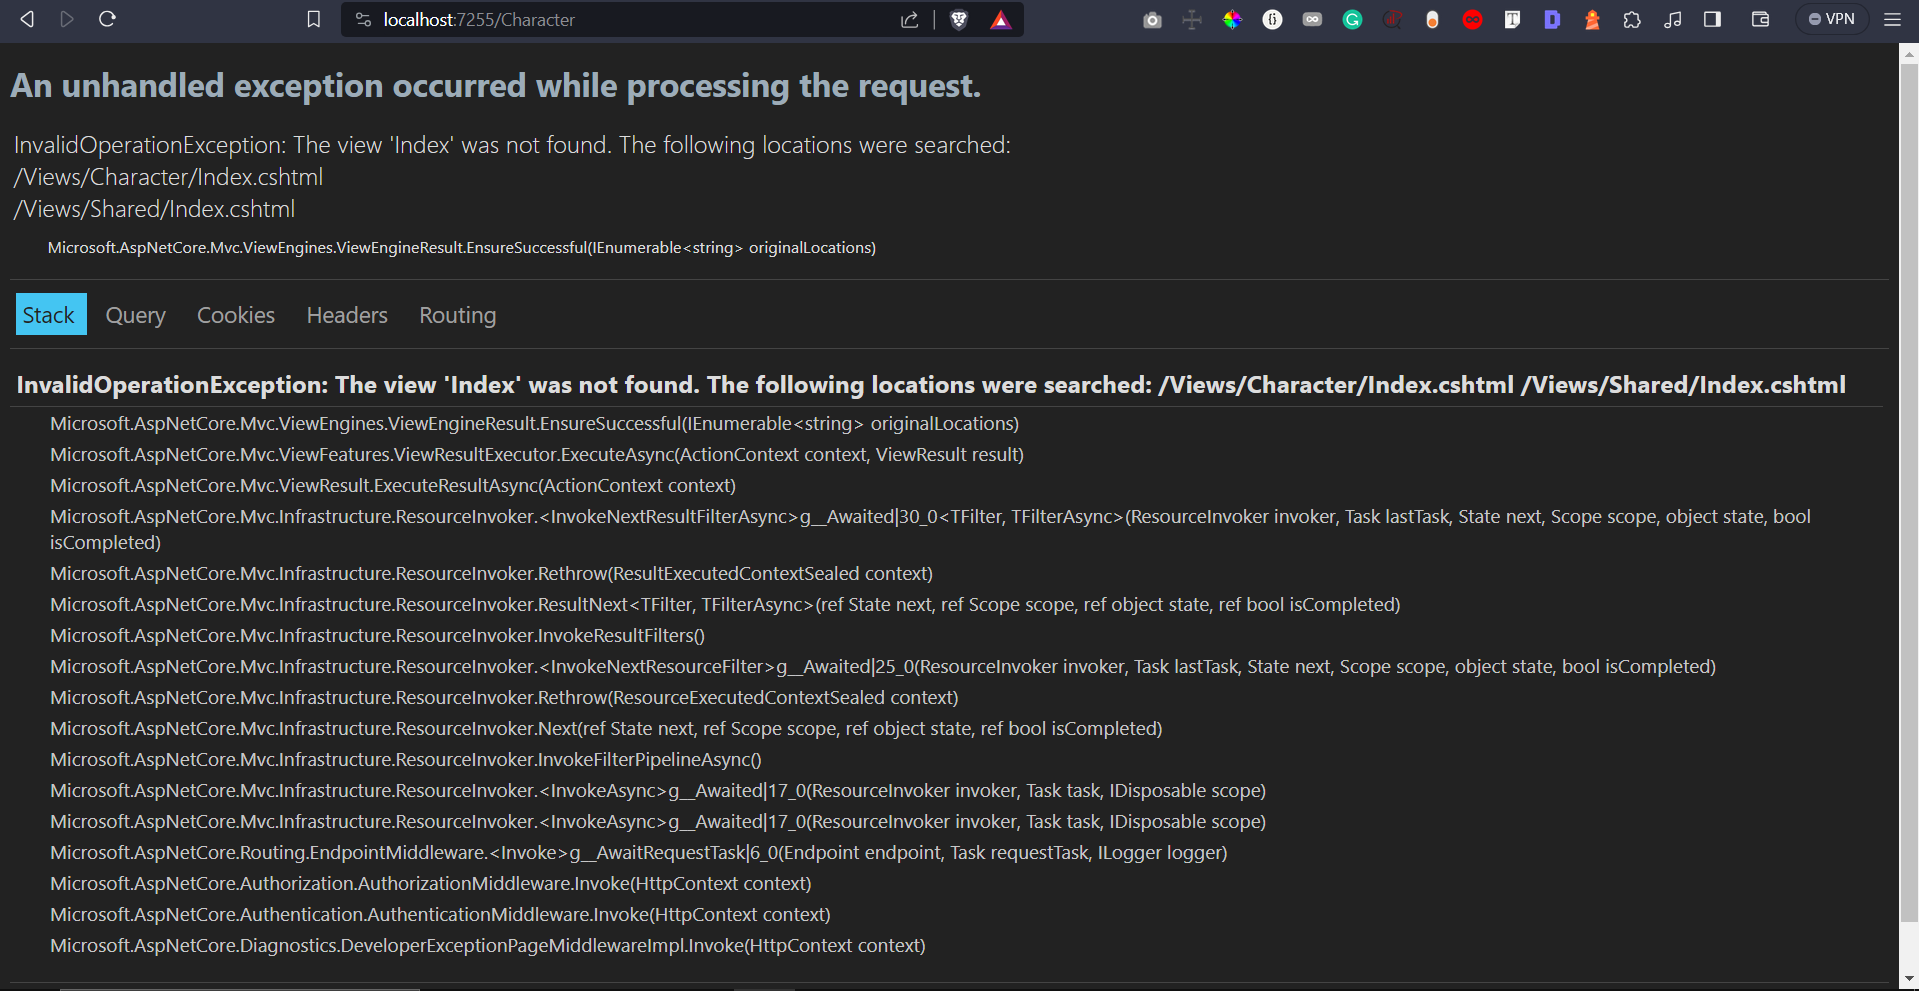 localhost:7255/Character
VPN
An unhandled exception occurred while processing the request.
InvalidOperationException: The view 'Index' was not found. The following locations were searched:
/Views/Character/Index.cshtml
/Views/Shared/Index.cshtml
Microsoft.AspNetCore.Mvc.ViewEngines.ViewEngineResult.EnsureSuccessful(IEnumerable<string> originalLocations)
Stack Query Cookies Headers Routing
InvalidOperationException: The view 'Index' was not found. The following locations were searched: /Views/Character/Index.cshtml /Views/Shared/Index.cshtml
Microsoft.AspNetCore.Mvc.ViewEngines.ViewEngineResult.EnsureSuccessful(IEnumerable<string> originalLocations)
Microsoft.AspNetCore.Mvc.ViewFeatures.ViewResultExecutor.ExecuteAsync(ActionContext context, ViewResult result)
Microsoft.AspNetCore.Mvc.ViewResult.ExecuteResultAsync(ActionContext context)
Microsoft.AspNetCore.Mvc.Infrastructure.ResourceInvoker.<InvokeNextResultFilterAsync>g__Awaited|30_0<TFilter, TFilterAsync>(ResourceInvoker invoker, Task lastTask, State next, Scope scope, object state, bool
isCompleted)
Microsoft.AspNetCore.Mvc.Infrastructure.ResourceInvoker.Rethrow(ResultExecutedContextSealed context)
Microsoft.AspNetCore.Mvc.Infrastructure.ResourceInvoker.ResultNext<TFilter, TFilterAsync>(ref State next, ref Scope scope, ref object state, ref bool isCompleted)
Microsoft.AspNetCore.Mvc.Infrastructure.ResourceInvoker.InvokeResultFilters()
Microsoft.AspNetCore.Mvc.Infrastructure.ResourceInvoker.<InvokeNextResourceFilter>g__Awaited|25_0(ResourceInvoker invoker, Task lastTask, State next, Scope scope, object state, bool isCompleted)
Microsoft.AspNetCore.Mvc.Infrastructure.ResourceInvoker.Rethrow(ResourceExecutedContextSealed context)
Microsoft.AspNetCore.Mvc.Infrastructure.ResourceInvoker.Next(ref State next, ref Scope scope, ref object state, ref bool isCompleted)
Microsoft.AspNetCore.Mvc.Infrastructure.ResourceInvoker.InvokeFilterPipelineAsync()
Microsoft.AspNetCore.Mvc.Infrastructure.ResourceInvoker.<InvokeAsync>g__Awaited|17_0(ResourceInvoker invoker, Task task, IDisposable scope)
Microsoft.AspNetCore.Mvc.Infrastructure.ResourceInvoker.<InvokeAsync>g__Awaited|17_0(ResourceInvoker invoker, Task task, IDisposable scope)
Microsoft.AspNetCore.Routing.EndpointMiddleware.<Invoke>g__AwaitRequestTask|6_0(Endpoint endpoint, Task requestTask, ILogger logger)
Microsoft.AspNetCore.Authorization.AuthorizationMiddleware.Invoke(HttpContext context)
Microsoft.AspNetCore.Authentication.AuthenticationMiddleware.Invoke(HttpContext context)
Microsoft.AspNetCore.Diagnostics.DeveloperExceptionPageMiddlewareImpl.Invoke(HttpContext context)